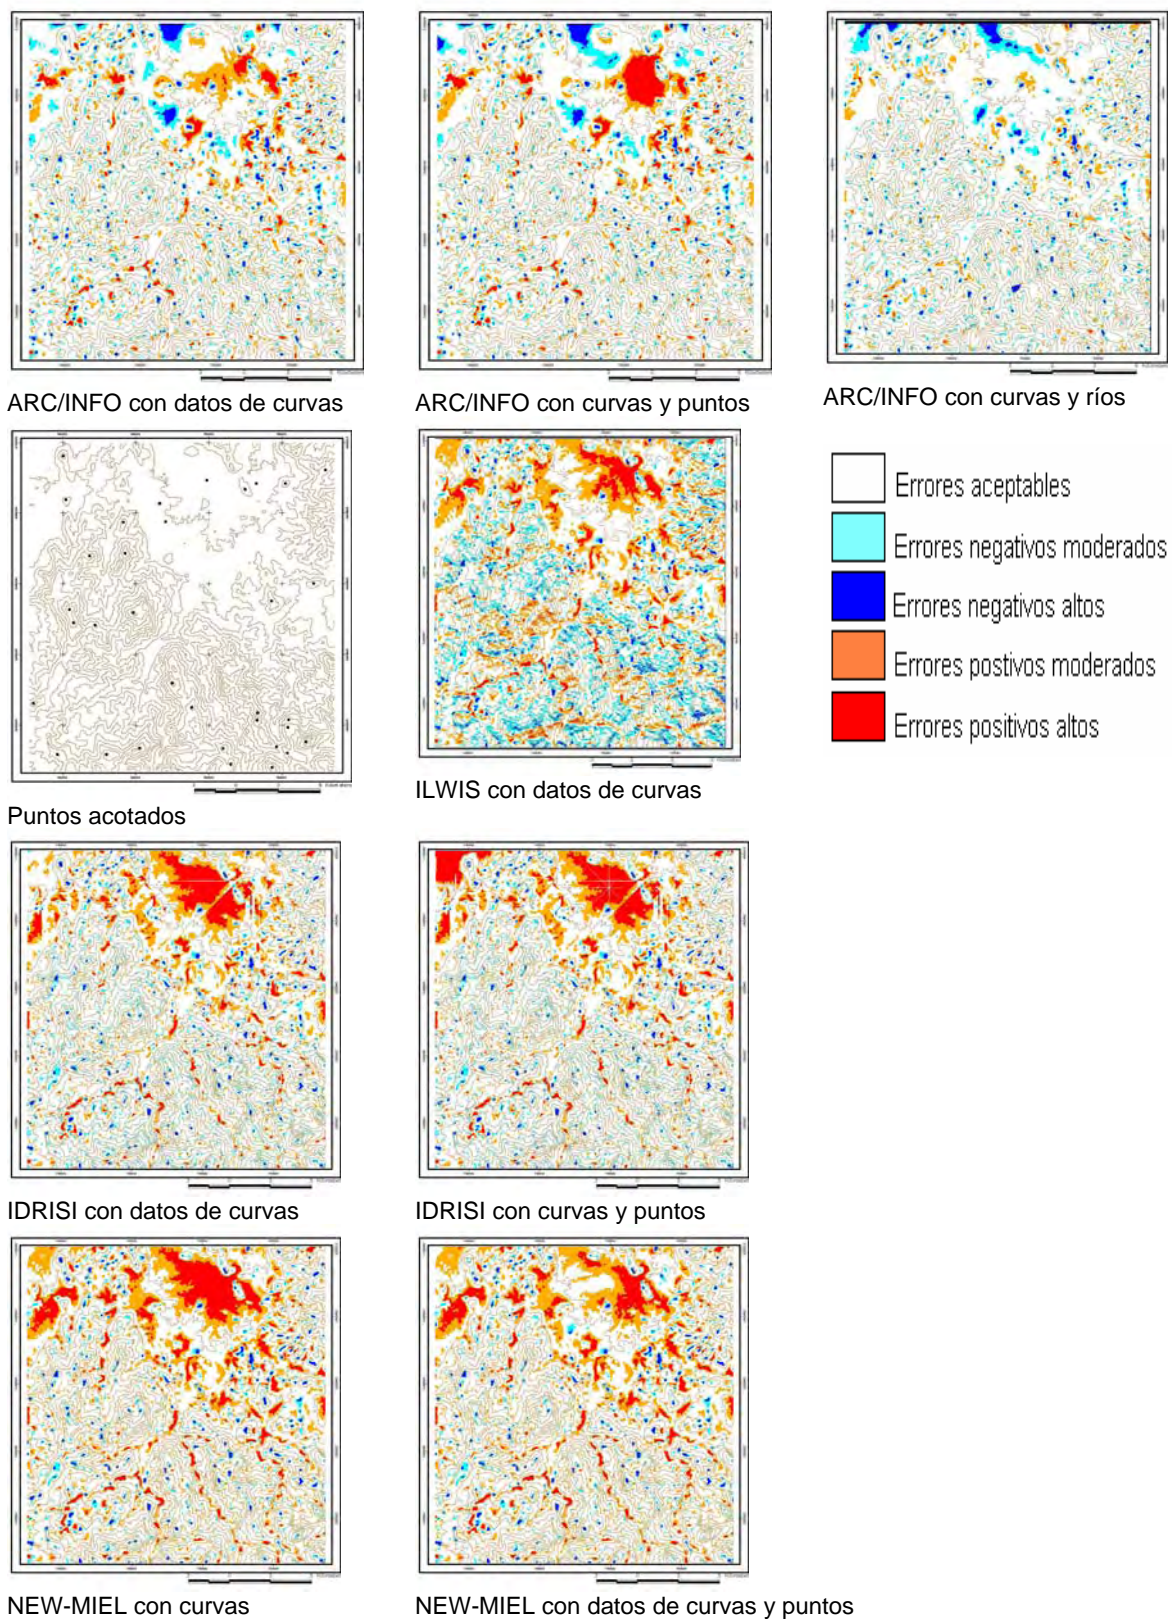 ARC/INFO con datos de curvas
ARC/INFO con curvas y puntos
ARC/INFO con curvas y ríos
Errores aceptables
Errores negativos moderados
Errores negativos altos
Errores postivos moderados
Errores positivos altos
Puntos acotados
ILWIS con datos de curvas
IDRISI con datos de curvas
IDRISI con curvas y puntos
NEW-MIEL con curvas
NEW-MIEL con datos de curvas y puntos